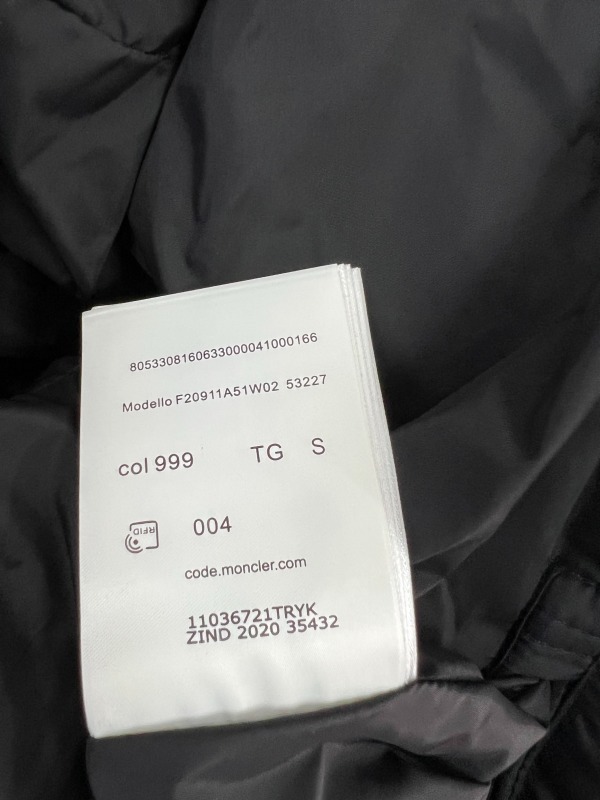 8053308160633000041000166
Modello F20911A51W02 53227
col 999 TG S
RFID 004
code.moncler.com
11036721TRYK
ZIND 2020 35432